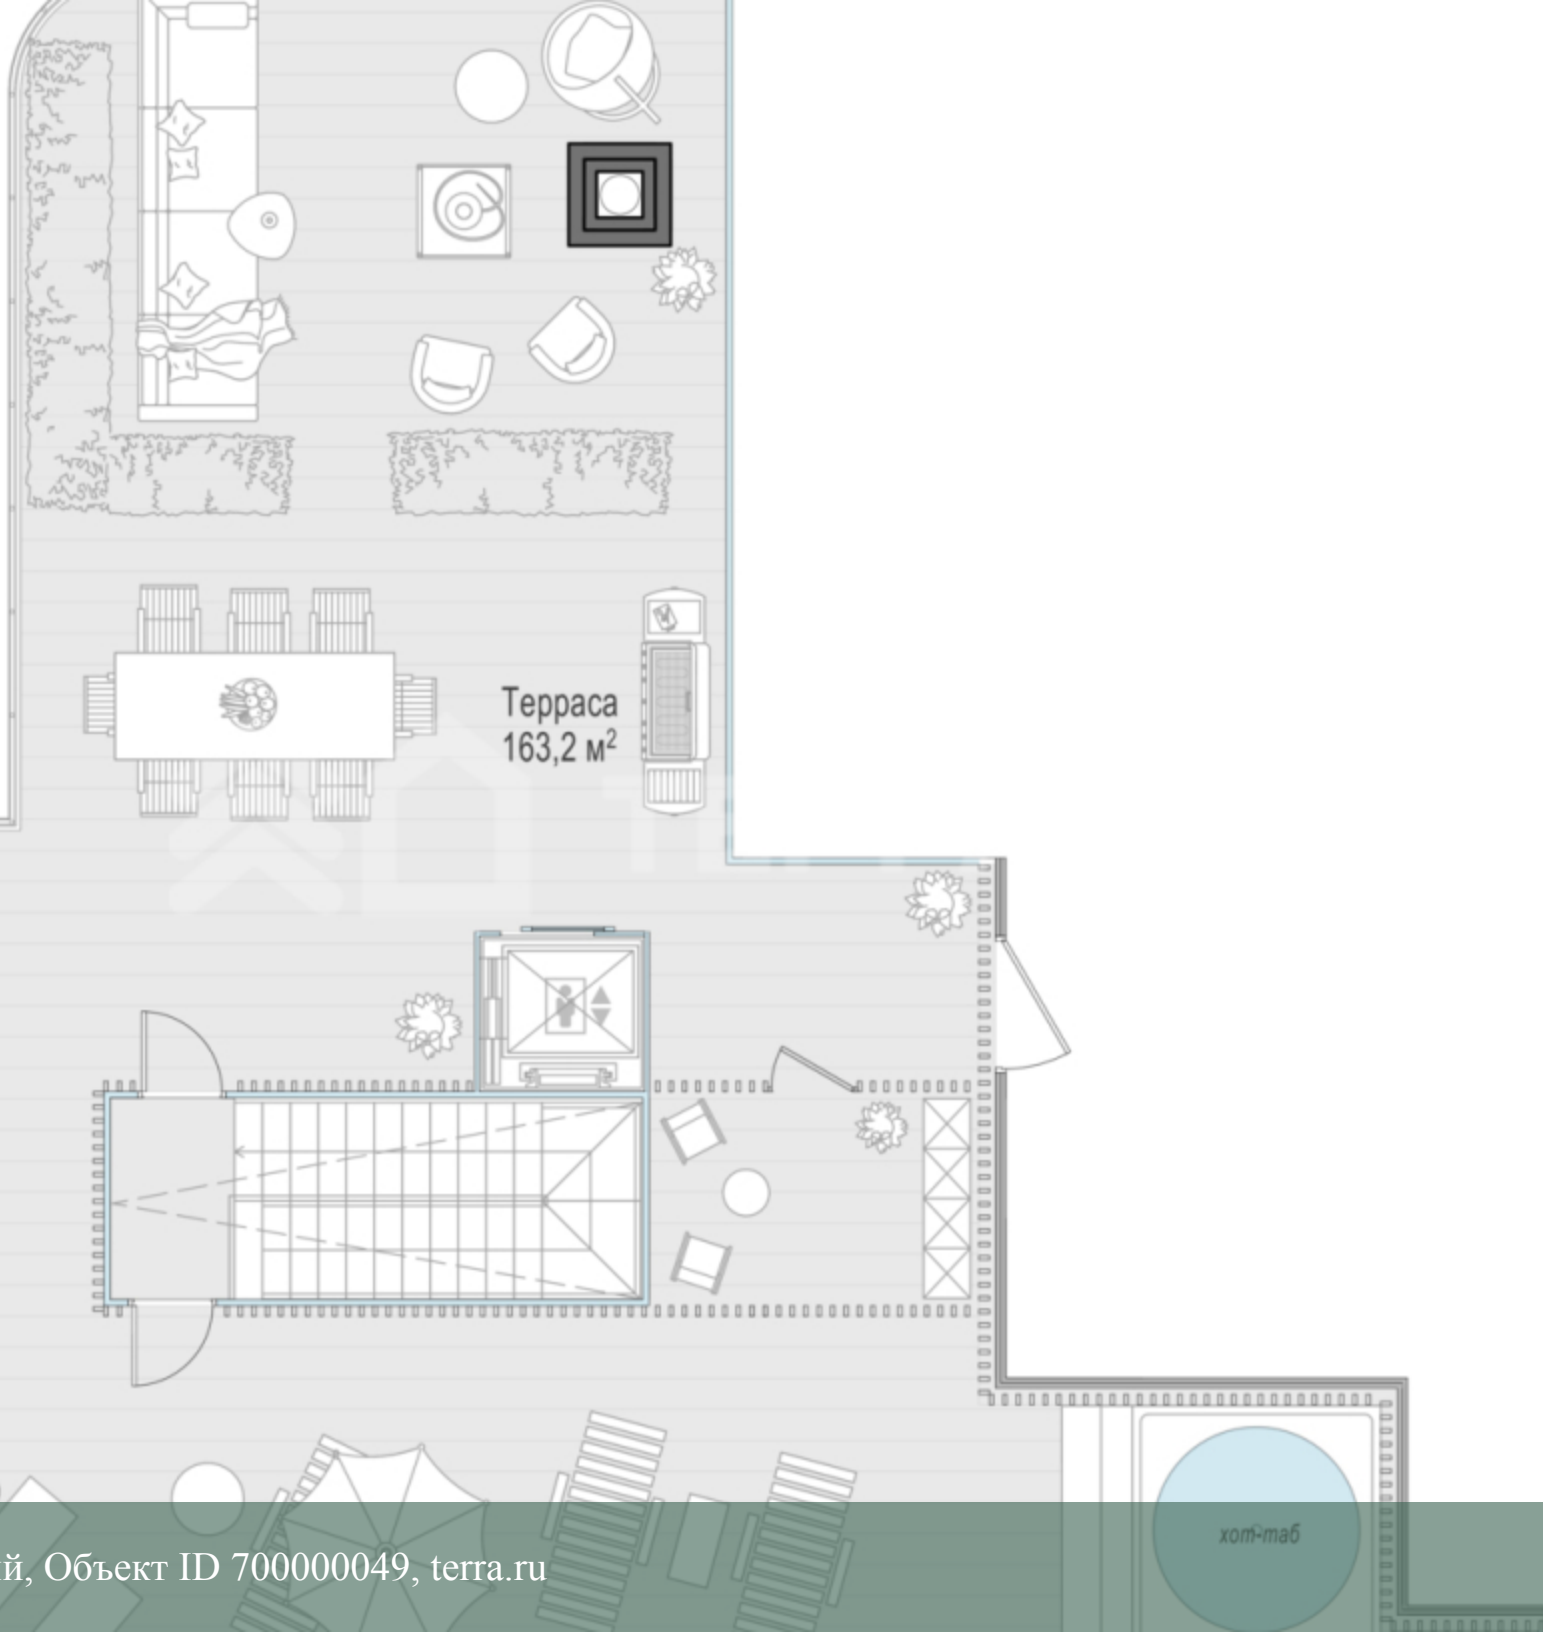 Терраса
163,2 м²
хот-таб
й, Объект ID 700000049, terra.ru